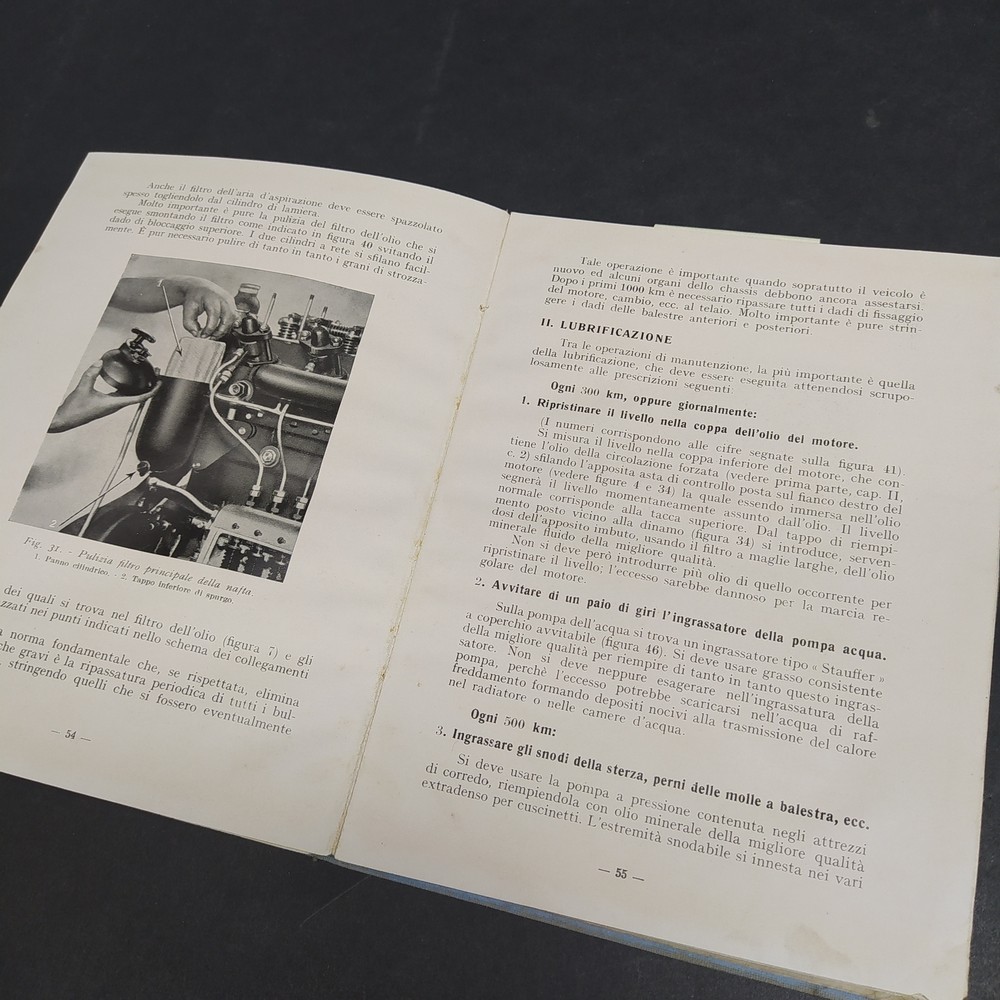 Anche il filtro dell'aria d'aspirazione deve essere spazzolato
spesso togliendolo dal cilindro di lamiera.
Molto importante è pure la pulizia del filtro dell'olio che si
esegue smontando il filtro come indicato in figura 40 svitando il
dado di bloccaggio superiore. I due cilindri a rete si sfilano facil-
mente. È pur necessario pulire di tanto in tanto i grani di strozza-
2
Fig. 31. - Pulizia filtro principale della nafta.
1. Panno cilindrico. - 2. Tappo inferiore di spurgo.
dei quali si trova nel filtro dell'olio (figura 7) e gli
zzati nei punti indicati nello schema dei collegamenti
norma fondamentale che, se rispettata, elimina
che gravi è la ripassatura periodica di tutti i bul-
stringendo quelli che si fossero eventualmente
— 54 —
Tale operazione è importante quando sopratutto il veicolo è
nuovo ed alcuni organi dello chassis debbono ancora assestarsi.
Dopo i primi 1000 km è necessario ripassare tutti i dadi di fissaggio
del motore, cambio, ecc. al telaio. Molto importante è pure strin-
gere i dadi delle balestre anteriori e posteriori.
II. LUBRIFICAZIONE
Tra le operazioni di manutenzione, la più importante è quella
della lubrificazione, che deve essere eseguita attenendosi scrupo-
losamente alle prescrizioni seguenti:
Ogni 300 km, oppure giornalmente:
1. Ripristinare il livello nella coppa dell'olio del motore.
(I numeri corrispondono alle cifre segnate sulla figura 41).
Si misura il livello nella coppa inferiore del motore, che con-
tiene l'olio della circolazione forzata (vedere prima parte, cap. II,
c. 2) sfilando l'apposita asta di controllo posta sul fianco destro del
motore (vedere figure 4 e 34) la quale essendo immersa nell'olio
segnerà il livello momentaneamente assunto dall'olio. Il livello
normale corrisponde alla tacca superiore. Dal tappo di riempi-
mento posto vicino alla dinamo (figura 34) si introduce, serven-
dosi dell'apposito imbuto, usando il filtro a maglie larghe, dell'olio
minerale fluido della migliore qualità.
Non si deve però introdurre più olio di quello occorrente per
ripristinare il livello; l'eccesso sarebbe dannoso per la marcia re-
golare del motore.
2. Avvitare di un paio di giri l'ingrassatore della pompa acqua.
Sulla pompa dell'acqua si trova un ingrassatore tipo « Stauffer »
a coperchio avvitabile (figura 46). Si deve usare grasso consistente
della migliore qualità per riempire di tanto in tanto questo ingras-
satore. Non si deve neppure esagerare nell'ingrassatura della
pompa, perchè l'eccesso potrebbe scaricarsi nell'acqua di raf-
freddamento formando depositi nocivi alla trasmissione del calore
nel radiatore o nelle camere d'acqua.
Ogni 500 km:
3. Ingrassare gli snodi della sterza, perni delle molle a balestra, ecc.
Si deve usare la pompa a pressione contenuta negli attrezzi
di corredo, riempiendola con olio minerale della migliore qualità
extradenso per cuscinetti. L'estremità snodabile si innesta nei vari
— 55 —